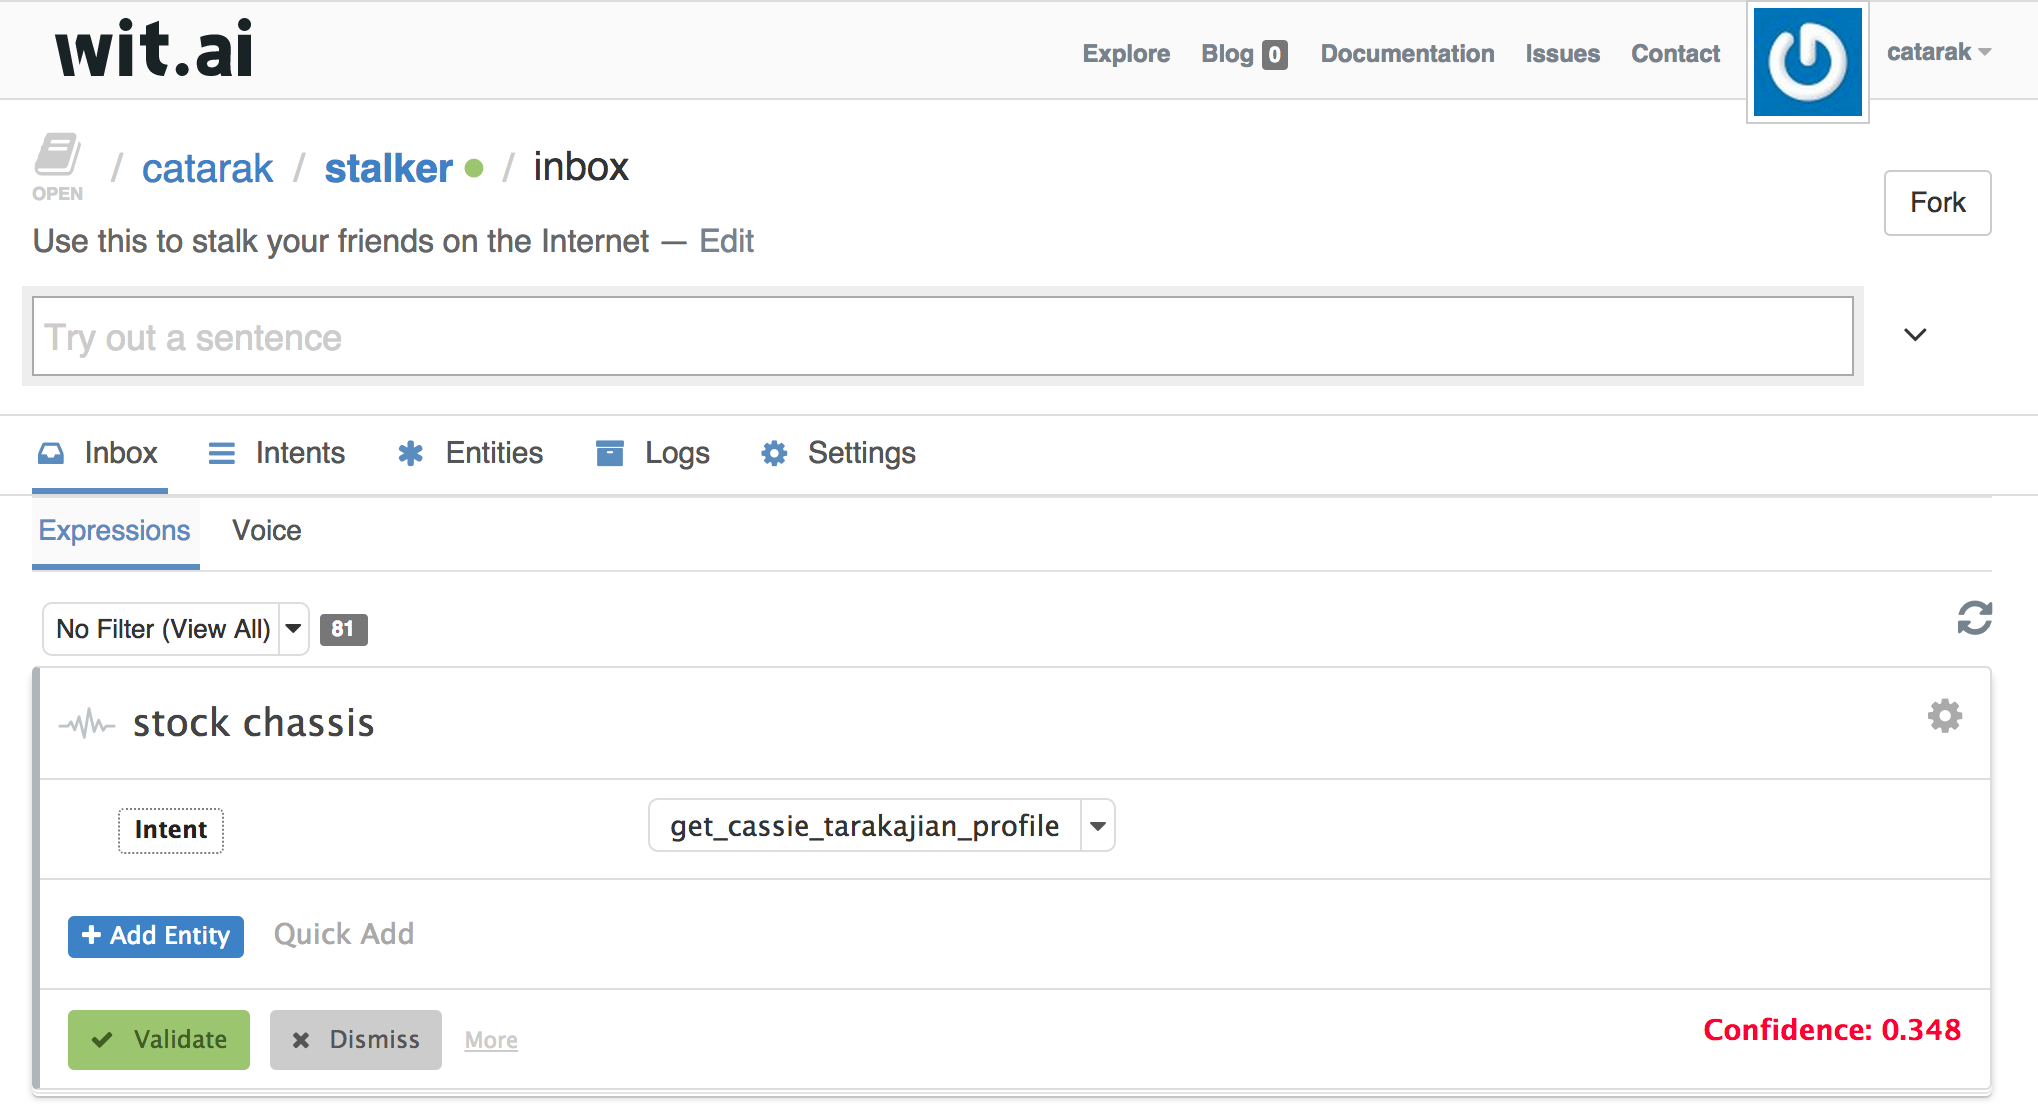 wit.ai
Explore Blog 0 Documentation Issues Contact catarak
OPEN / catarak / stalker / inbox
Fork
Use this to stalk your friends on the Internet — Edit
Try out a sentence
Inbox Intents Entities Logs Settings
Expressions Voice
No Filter (View All) 81
stock chassis
Intent get_cassie_tarakajian_profile
+ Add Entity Quick Add
Validate Dismiss More Confidence: 0.348